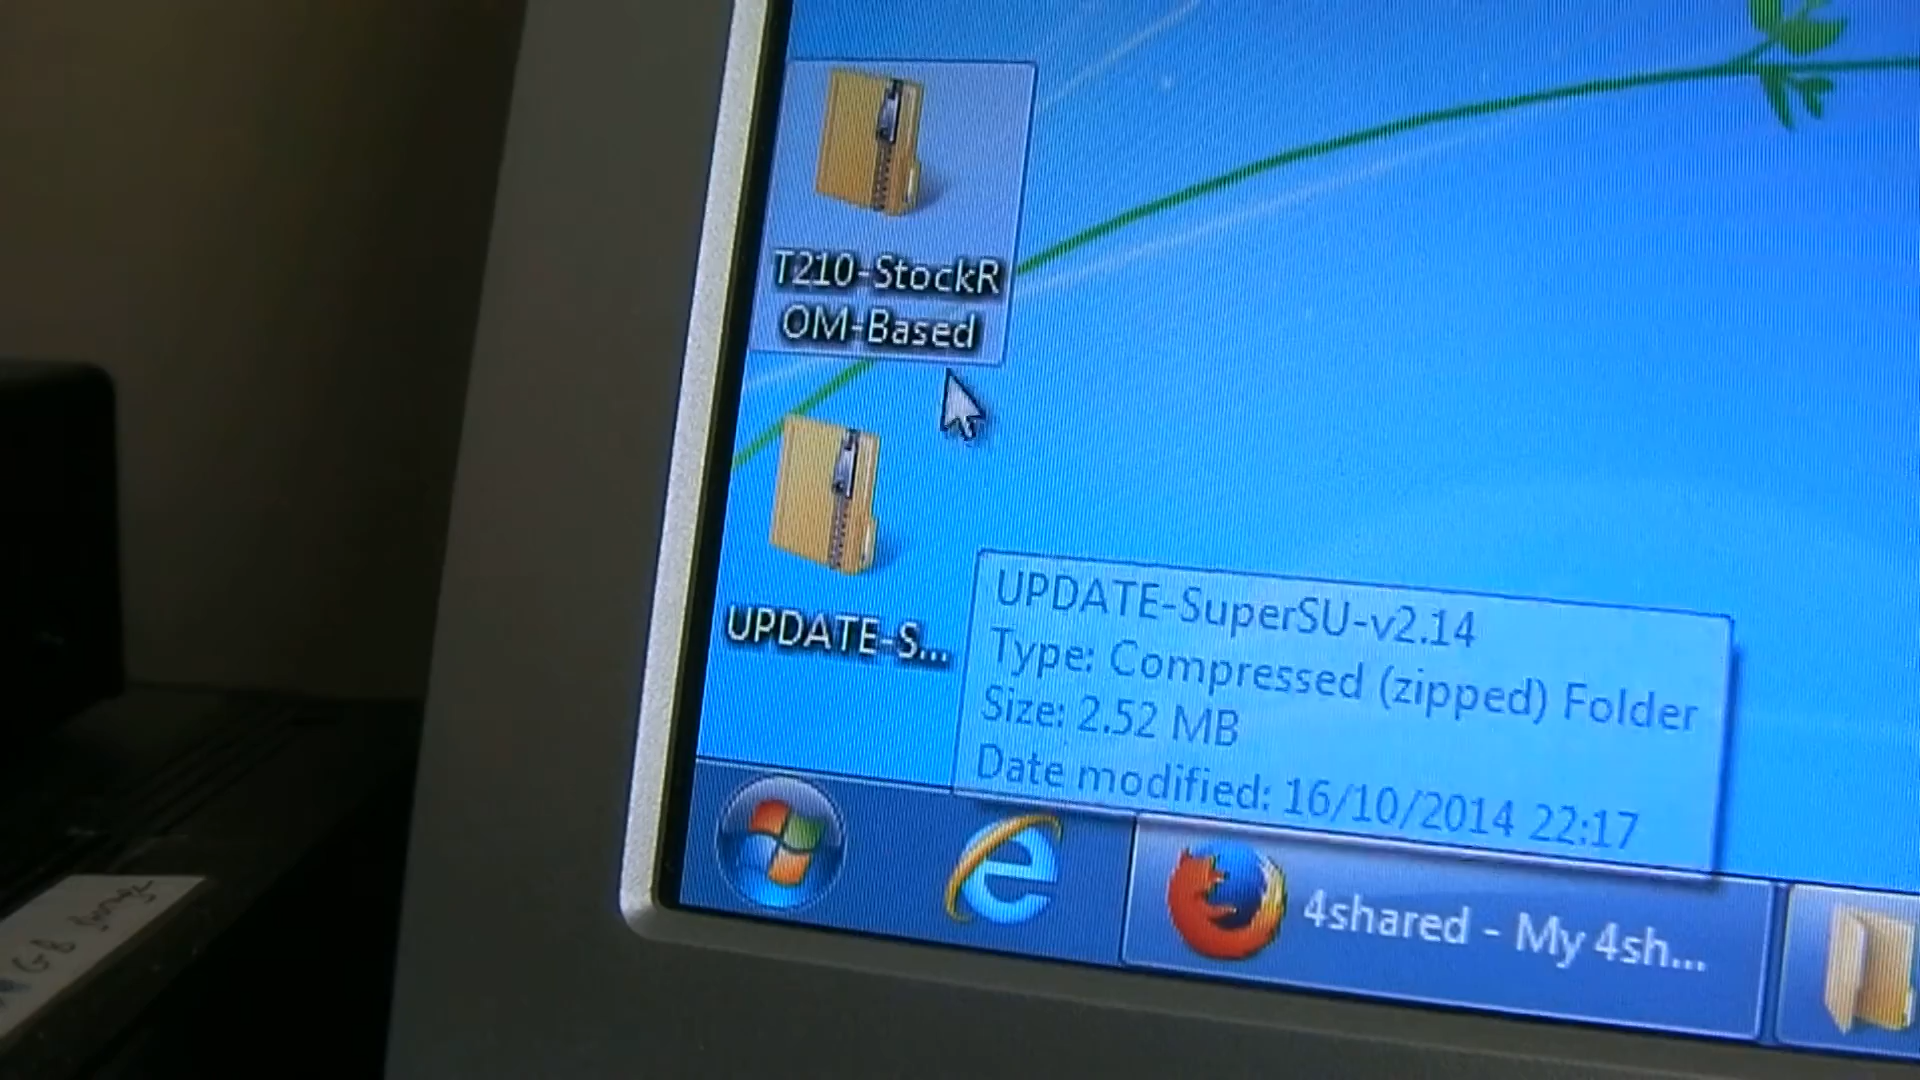 T210-StockR
OM-Based
UPDATE-S...
UPDATE-SuperSU-v2.14
Type: Compressed (zipped) Folder
Size: 2.52 MB
Date modified: 16/10/2014 22:17
4shared - My 4sh...
GB